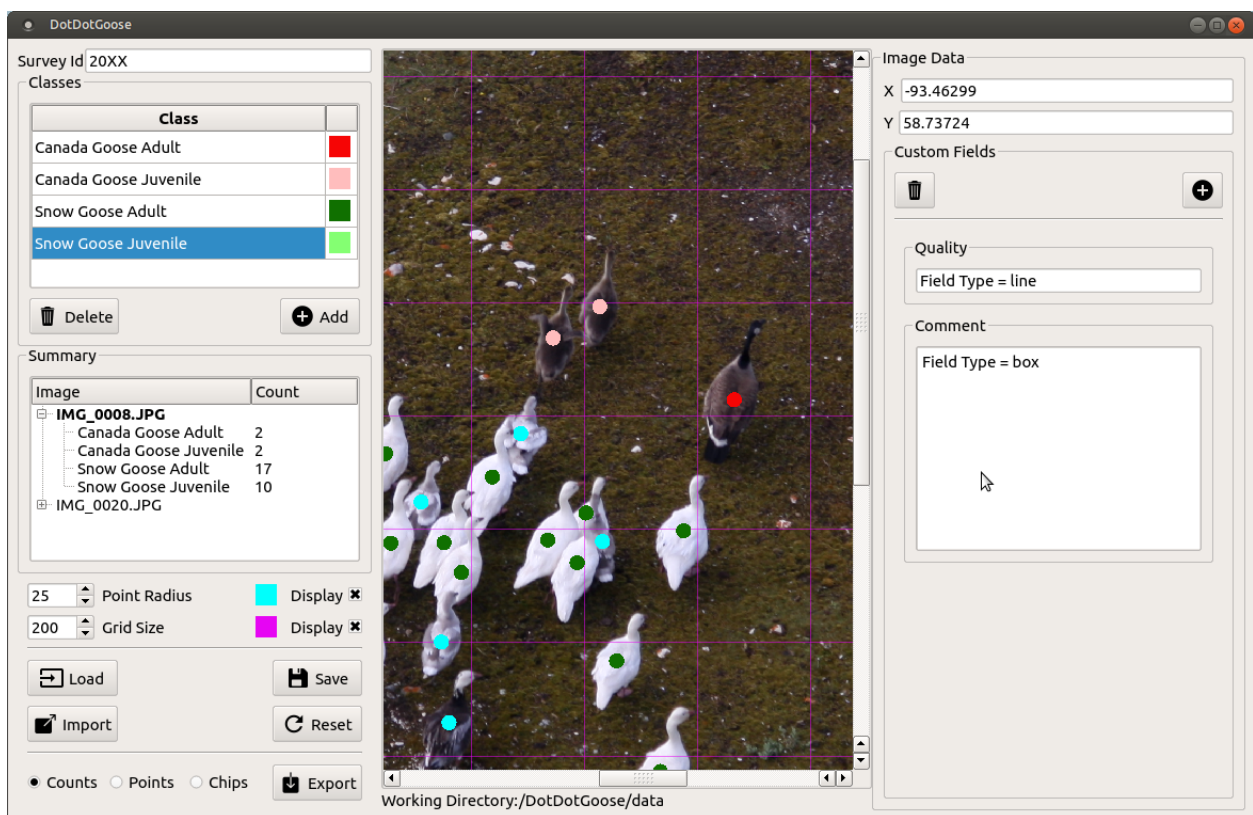 DotDotGoose
Survey Id 20XX
Classes
Class
Canada Goose Adult
Canada Goose Juvenile
Snow Goose Adult
Snow Goose Juvenile
Delete
Add
Summary
Image Count
IMG_0008.JPG
Canada Goose Adult 2
Canada Goose Juvenile 2
Snow Goose Adult 17
Snow Goose Juvenile 10
IMG_0020.JPG
25 Point Radius Display
200 Grid Size Display
Load
Save
Import
Reset
Counts Points Chips
Export
Working Directory:/DotDotGoose/data
Image Data
X -93.46299
Y 58.73724
Custom Fields
Quality
Field Type = line
Comment
Field Type = box